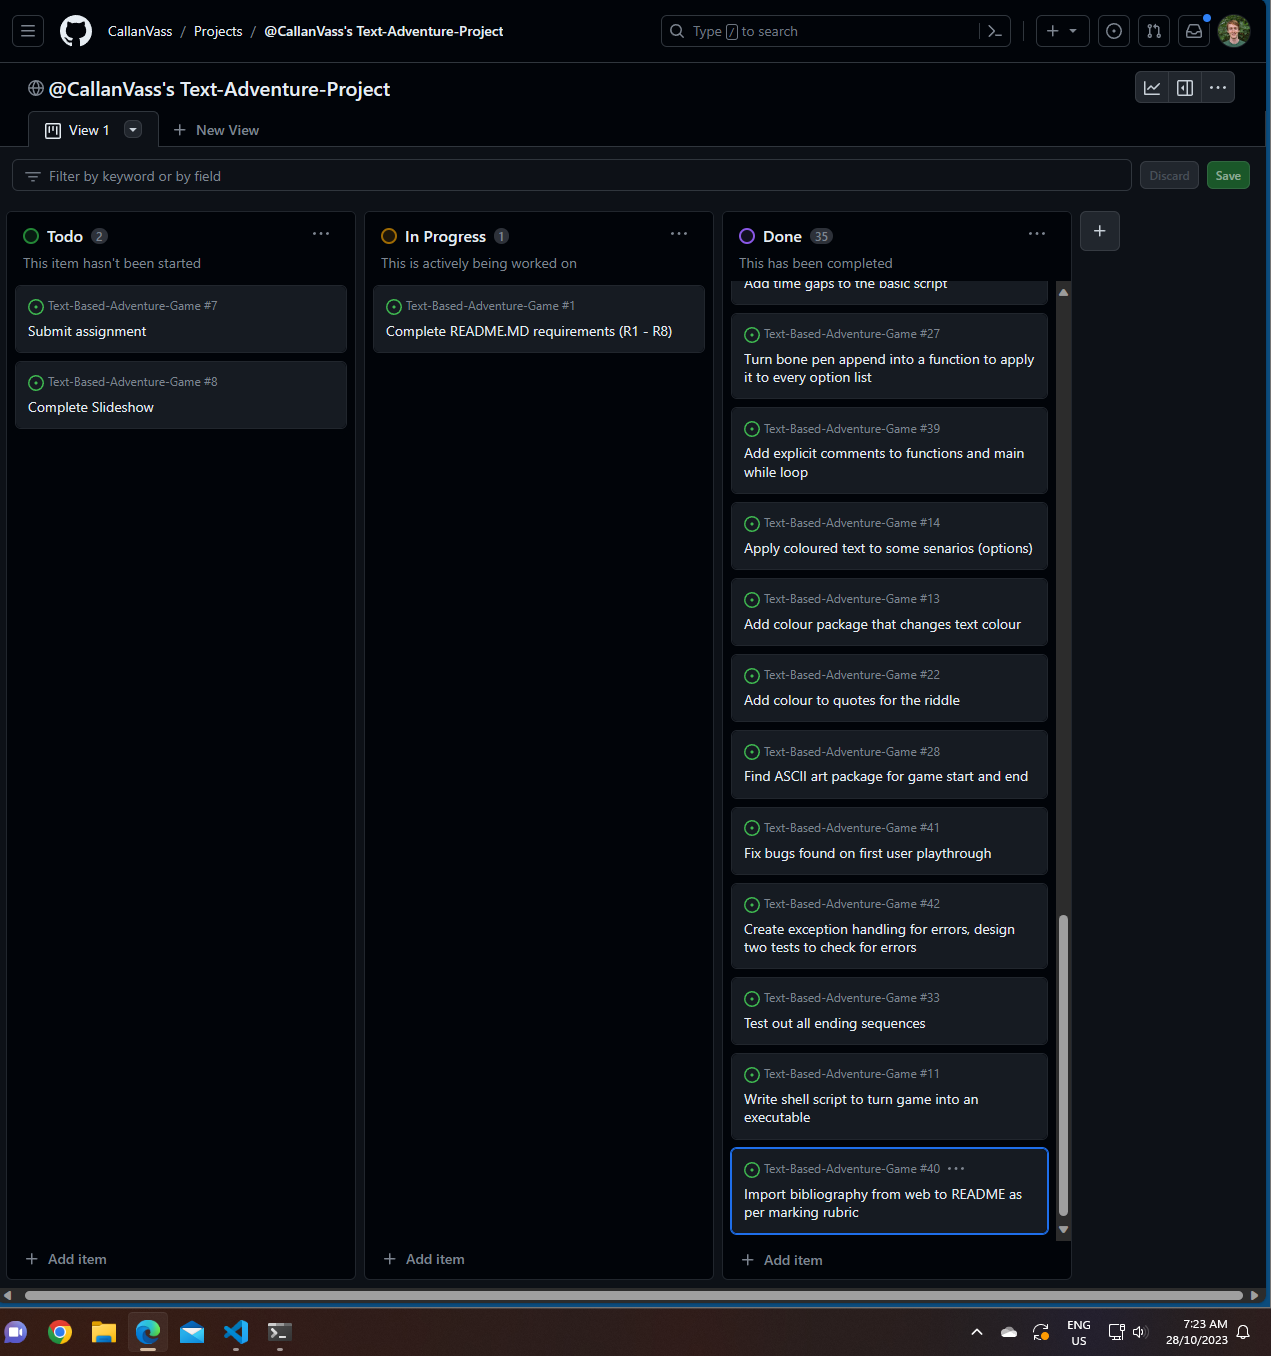 CallanVass / Projects / @CallanVass's Text-Adventure-Project
Type / to search
@CallanVass's Text-Adventure-Project
View 1
New View
Filter by keyword or by field
Discard
Save
Todo 2
This item hasn't been started
Text-Based-Adventure-Game #7
Submit assignment
Text-Based-Adventure-Game #8
Complete Slideshow
Add item
In Progress 1
This is actively being worked on
Text-Based-Adventure-Game #1
Complete README.MD requirements (R1 - R8)
Add item
Done 35
This has been completed
Add time gaps to the basic script
Text-Based-Adventure-Game #27
Turn bone pen append into a function to apply
it to every option list
Text-Based-Adventure-Game #39
Add explicit comments to functions and main
while loop
Text-Based-Adventure-Game #14
Apply coloured text to some senarios (options)
Text-Based-Adventure-Game #13
Add colour package that changes text colour
Text-Based-Adventure-Game #22
Add colour to quotes for the riddle
Text-Based-Adventure-Game #28
Find ASCII art package for game start and end
Text-Based-Adventure-Game #41
Fix bugs found on first user playthrough
Text-Based-Adventure-Game #42
Create exception handling for errors, design
two tests to check for errors
Text-Based-Adventure-Game #33
Test out all ending sequences
Text-Based-Adventure-Game #11
Write shell script to turn game into an
executable
Text-Based-Adventure-Game #40
Import bibliography from web to README as
per marking rubric
Add item
ENG
US
7:23 AM
28/10/2023